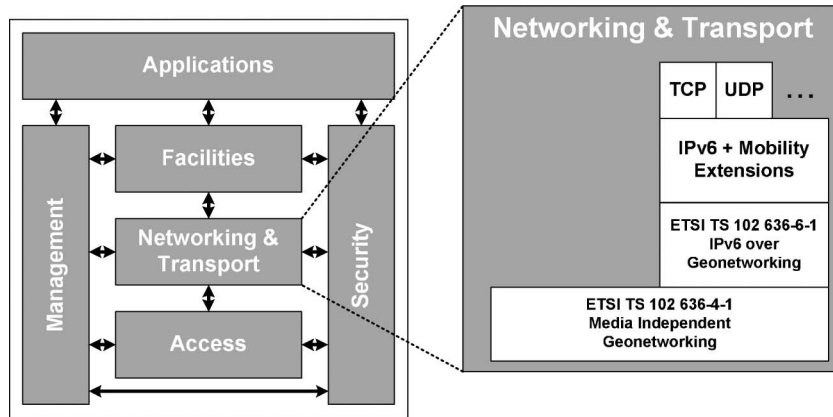 Applications
Management
Facilities
Networking &
Transport
Access
Security
Networking & Transport
TCP UDP ...
IPv6 + Mobility
Extensions
ETSI TS 102 636-6-1
IPv6 over
Geonetworking
ETSI TS 102 636-4-1
Media Independent
Geonetworking